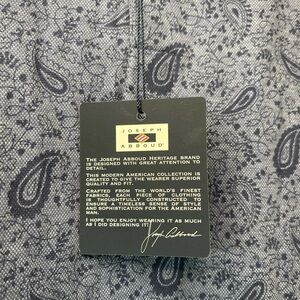 JOSEPH
ABBOUD
THE JOSEPH ABBOUD HERITAGE BRAND
IS DESIGNED WITH GREAT ATTENTION TO
DETAIL.
THIS MODERN AMERICAN COLLECTION IS
CREATED TO GIVE THE WEARER SUPERIOR
QUALITY AND FIT.
CRAFTED FROM THE WORLD'S FINEST
FABRICS, EACH PIECE OF CLOTHING
IS THOUGHTFULLY CONSTRUCTED TO
ENSURE A TIMELESS SENSE OF STYLE
AND SOPHISTICATION FOR THE AMERICAN
MAN.
I HOPE YOU ENJOY WEARING IT AS MUCH
AS I DID DESIGNING IT!
Joseph Abboud